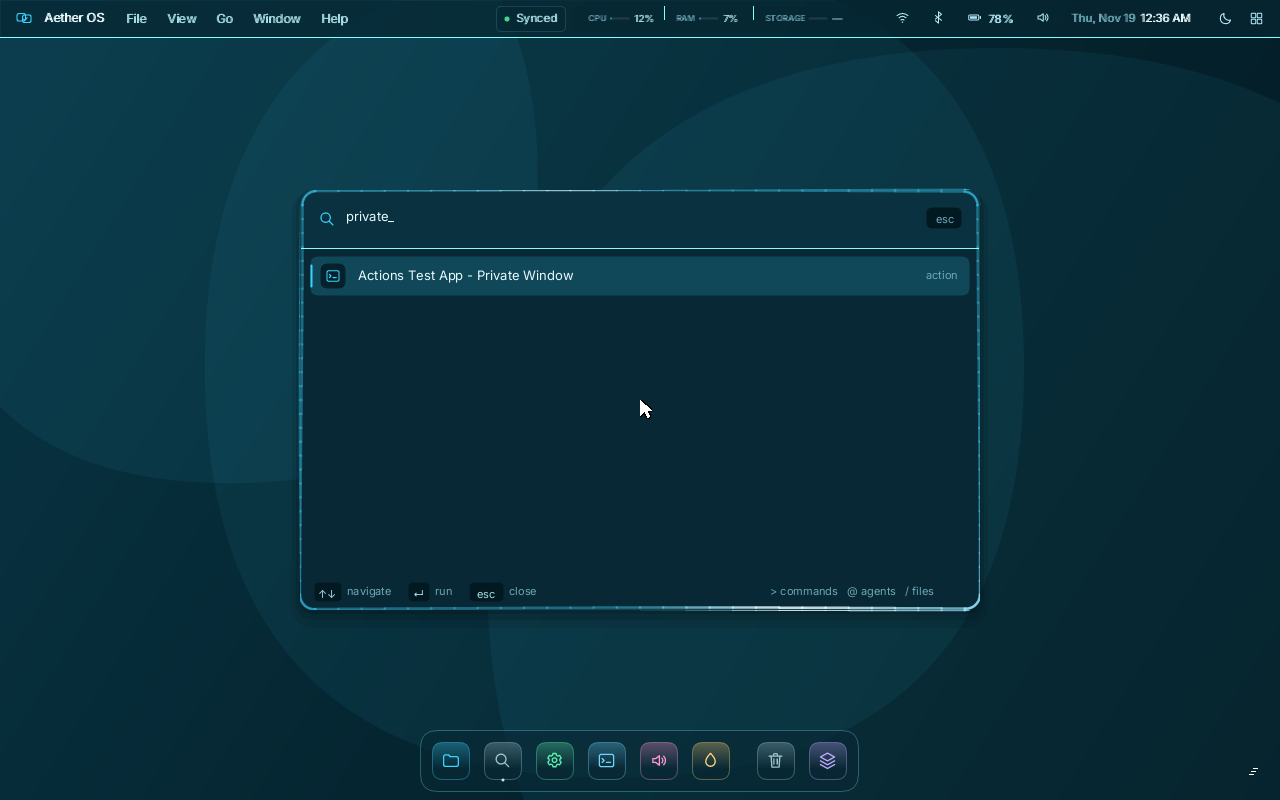 Aether OS File View Go Window Help Synced CPU 12% RAM 7% STORAGE — 78% Thu, Nov 19 12:36 AM
private_ esc
Actions Test App - Private Window action
navigate run esc close > commands @ agents / files